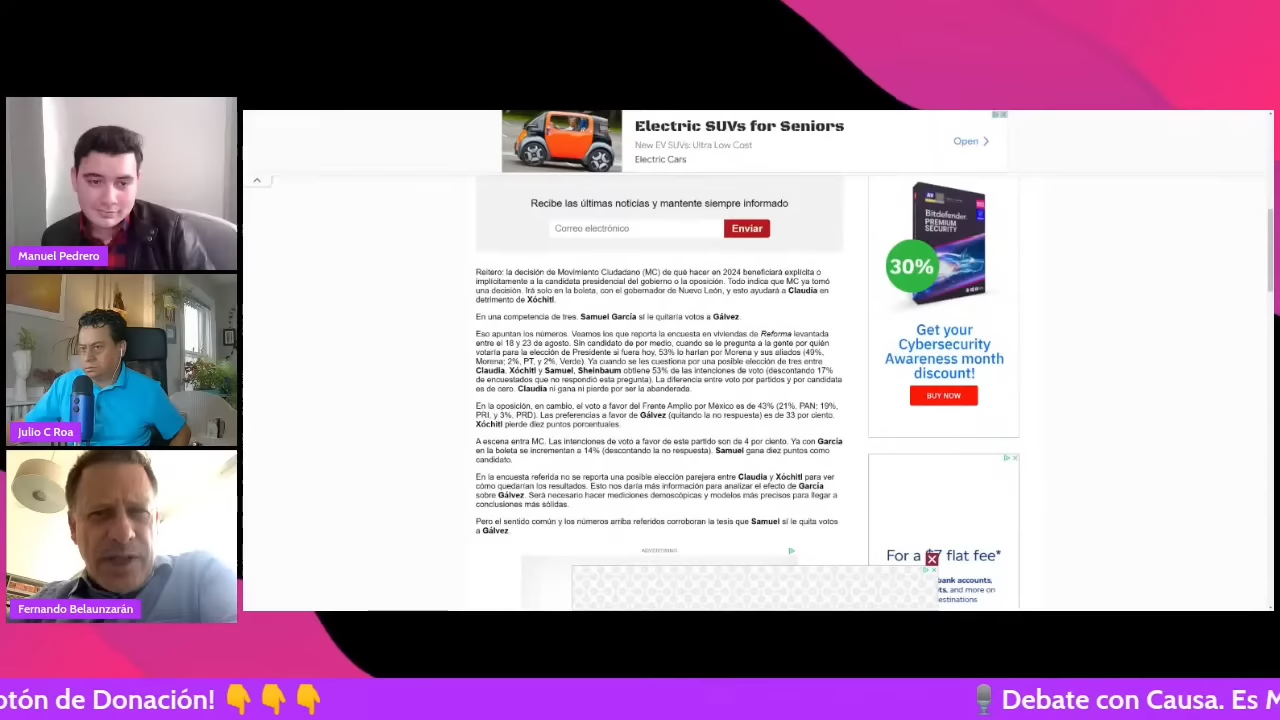 Manuel Pedrero
Julio C Roa
Fernando Belaunzarán
Electric SUVs for Seniors
New EV SUVs: Ultra Low Cost
Electric Cars
Open
Recibe las últimas noticias y mantente siempre informado
Correo electrónico
Enviar
Reitero: la decisión de Movimiento Ciudadano (MC) de qué hacer en 2024 beneficiará explícita o
implícitamente a la candidata presidencial del gobierno o la oposición. Todo indica que MC ya tomó
una decisión. Irá solo en la boleta, con el gobernador de Nuevo León, y esto ayudará a Claudia en
detrimento de Xóchitl.
En una competencia de tres, Samuel García sí le quitaría votos a Gálvez.
Eso apuntan los números. Veamos los que reporta la encuesta en viviendas de Reforma levantada
entre el 18 y 23 de agosto. Sin candidato de por medio, cuando se le pregunta a la gente por quién
votaría para la elección de Presidente si fuera hoy, 53% lo harían por Morena y sus aliados (49%,
Morena; 2%, PT, y 2%, Verde). Ya cuando se les cuestiona por una posible elección de tres entre
Claudia, Xóchitl y Samuel, Sheinbaum obtiene 53% de las intenciones de voto (descontando 17%
de encuestados que no respondió esta pregunta). La diferencia entre voto por partidos y por candidata
es de cero. Claudia ni gana ni pierde por ser la abanderada.
En la oposición, en cambio, el voto a favor del Frente Amplio por México es de 43% (21%, PAN; 19%,
PRI, y 3%, PRD). Las preferencias a favor de Gálvez (quitando la no respuesta) es de 33 por ciento.
Xóchitl pierde diez puntos porcentuales.
A escena entra MC. Las intenciones de voto a favor de este partido son de 4 por ciento. Ya con García
en la boleta se incrementan a 14% (descontando la no respuesta). Samuel gana diez puntos como
candidato.
En la encuesta referida no se reporta una posible elección parejera entre Claudia y Xóchitl para ver
cómo quedarían los resultados. Esto nos daría más información para analizar el efecto de García
sobre Gálvez. Será necesario hacer mediciones demoscópicas y modelos más precisos para llegar a
conclusiones más sólidas.
Pero el sentido común y los números arriba referidos corroboran la tesis que Samuel sí le quita votos
a Gálvez.
ADVERTISING
Bitdefender
PREMIUM
SECURITY
30%
Get your
Cybersecurity
Awareness month
discount!
BUY NOW
For a $7 flat fee*
bank accounts,
ts, and more on
estinations
otón de Donación! 👇👇👇
🎙️ Debate con Causa. Es M